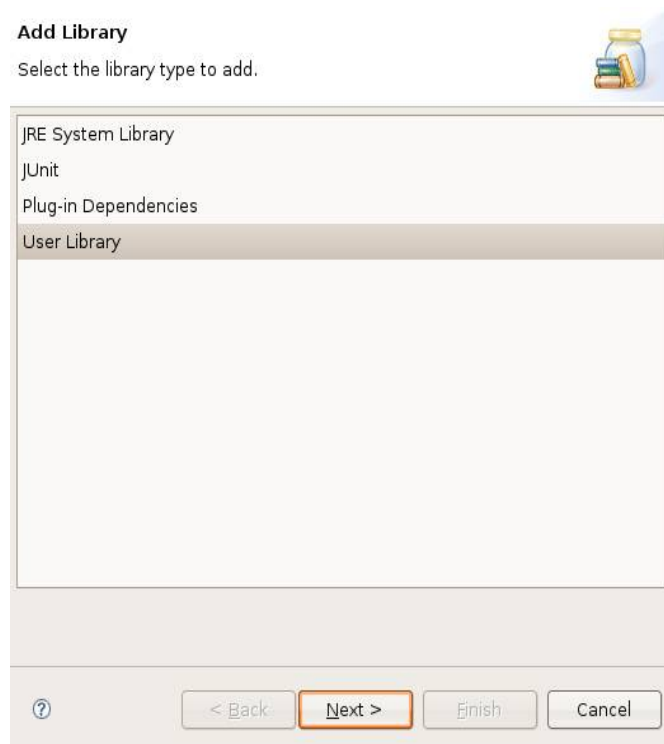 Add Library
Select the library type to add.
JRE System Library
JUnit
Plug-in Dependencies
User Library
?
< Back Next > Finish Cancel